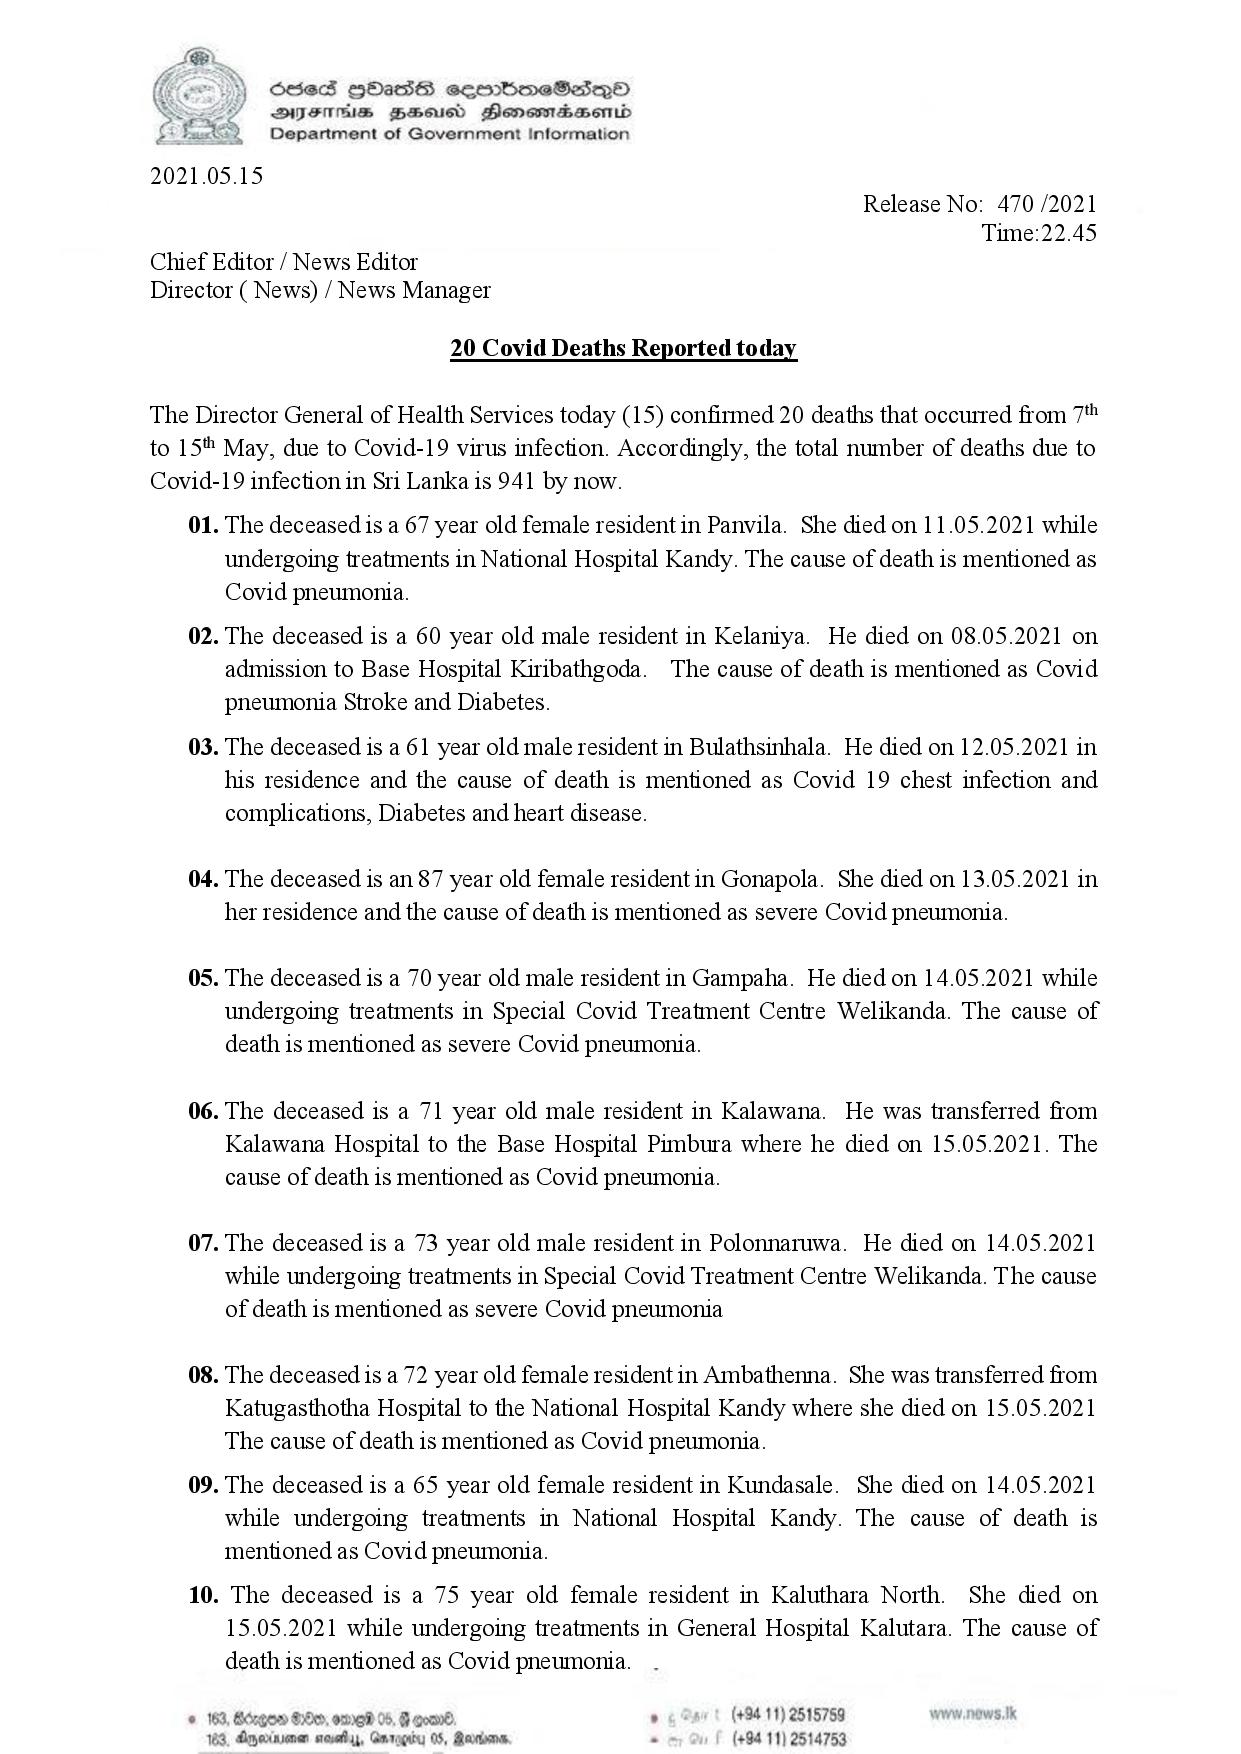 රජයේ ප්‍රවෘත්ති දෙපාර්තමේන්තුව
அரசாங்க தகவல் திணைக்களம்
Department of Government Information
2021.05.15
Release No: 470 /2021
Time:22.45
Chief Editor / News Editor
Director ( News) / News Manager
20 Covid Deaths Reported today
The Director General of Health Services today (15) confirmed 20 deaths that occurred from 7th
to 15th May, due to Covid-19 virus infection. Accordingly, the total number of deaths due to
Covid-19 infection in Sri Lanka is 941 by now.
01. The deceased is a 67 year old female resident in Panvila. She died on 11.05.2021 while
undergoing treatments in National Hospital Kandy. The cause of death is mentioned as
Covid pneumonia.
02. The deceased is a 60 year old male resident in Kelaniya. He died on 08.05.2021 on
admission to Base Hospital Kiribathgoda. The cause of death is mentioned as Covid
pneumonia Stroke and Diabetes.
03. The deceased is a 61 year old male resident in Bulathsinhala. He died on 12.05.2021 in
his residence and the cause of death is mentioned as Covid 19 chest infection and
complications, Diabetes and heart disease.
04. The deceased is an 87 year old female resident in Gonapola. She died on 13.05.2021 in
her residence and the cause of death is mentioned as severe Covid pneumonia.
05. The deceased is a 70 year old male resident in Gampaha. He died on 14.05.2021 while
undergoing treatments in Special Covid Treatment Centre Welikanda. The cause of
death is mentioned as severe Covid pneumonia.
06. The deceased is a 71 year old male resident in Kalawana. He was transferred from
Kalawana Hospital to the Base Hospital Pimbura where he died on 15.05.2021. The
cause of death is mentioned as Covid pneumonia.
07. The deceased is a 73 year old male resident in Polonnaruwa. He died on 14.05.2021
while undergoing treatments in Special Covid Treatment Centre Welikanda. The cause
of death is mentioned as severe Covid pneumonia
08. The deceased is a 72 year old female resident in Ambathenna. She was transferred from
Katugasthotha Hospital to the National Hospital Kandy where she died on 15.05.2021
The cause of death is mentioned as Covid pneumonia.
09. The deceased is a 65 year old female resident in Kundasale. She died on 14.05.2021
while undergoing treatments in National Hospital Kandy. The cause of death is
mentioned as Covid pneumonia.
10. The deceased is a 75 year old female resident in Kaluthara North. She died on
15.05.2021 while undergoing treatments in General Hospital Kalutara. The cause of
death is mentioned as Covid pneumonia.
163, කිරුලපන මාවත, කොළඹ 05, ශ්‍රී ලංකාව.
163, கிருலப்பனை எவனியூ, கொழும்பு 05, இலங்கை.
(+94 11) 2515759
(+94 11) 2514753
www.news.lk